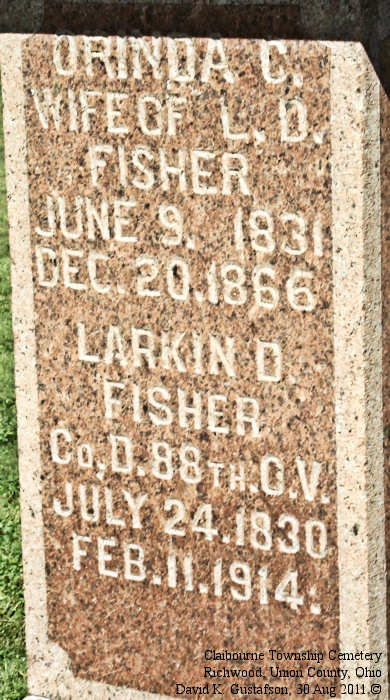 ORINDA C.
WIFE OF L. D.
FISHER
JUNE 9. 1831
DEC. 20. 1866
LARKIN D.
FISHER
Co. D. 88TH. O. V.
JULY 24. 1830
FEB. 11. 1914.
Claibourne Township Cemetery
Richwood, Union County, Ohio
David K. Gustafson, 30 Aug 2011 ©